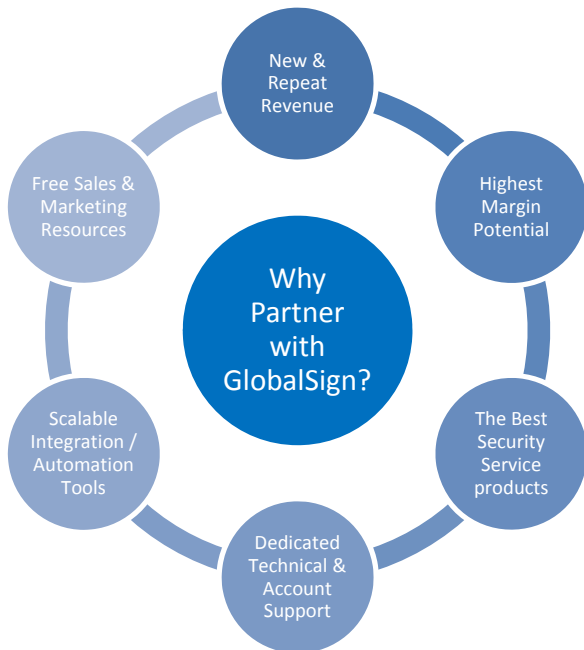 New &
Repeat
Revenue
Highest
Margin
Potential
The Best
Security
Service
products
Dedicated
Technical &
Account
Support
Scalable
Integration /
Automation
Tools
Free Sales &
Marketing
Resources
Why
Partner
with
GlobalSign?